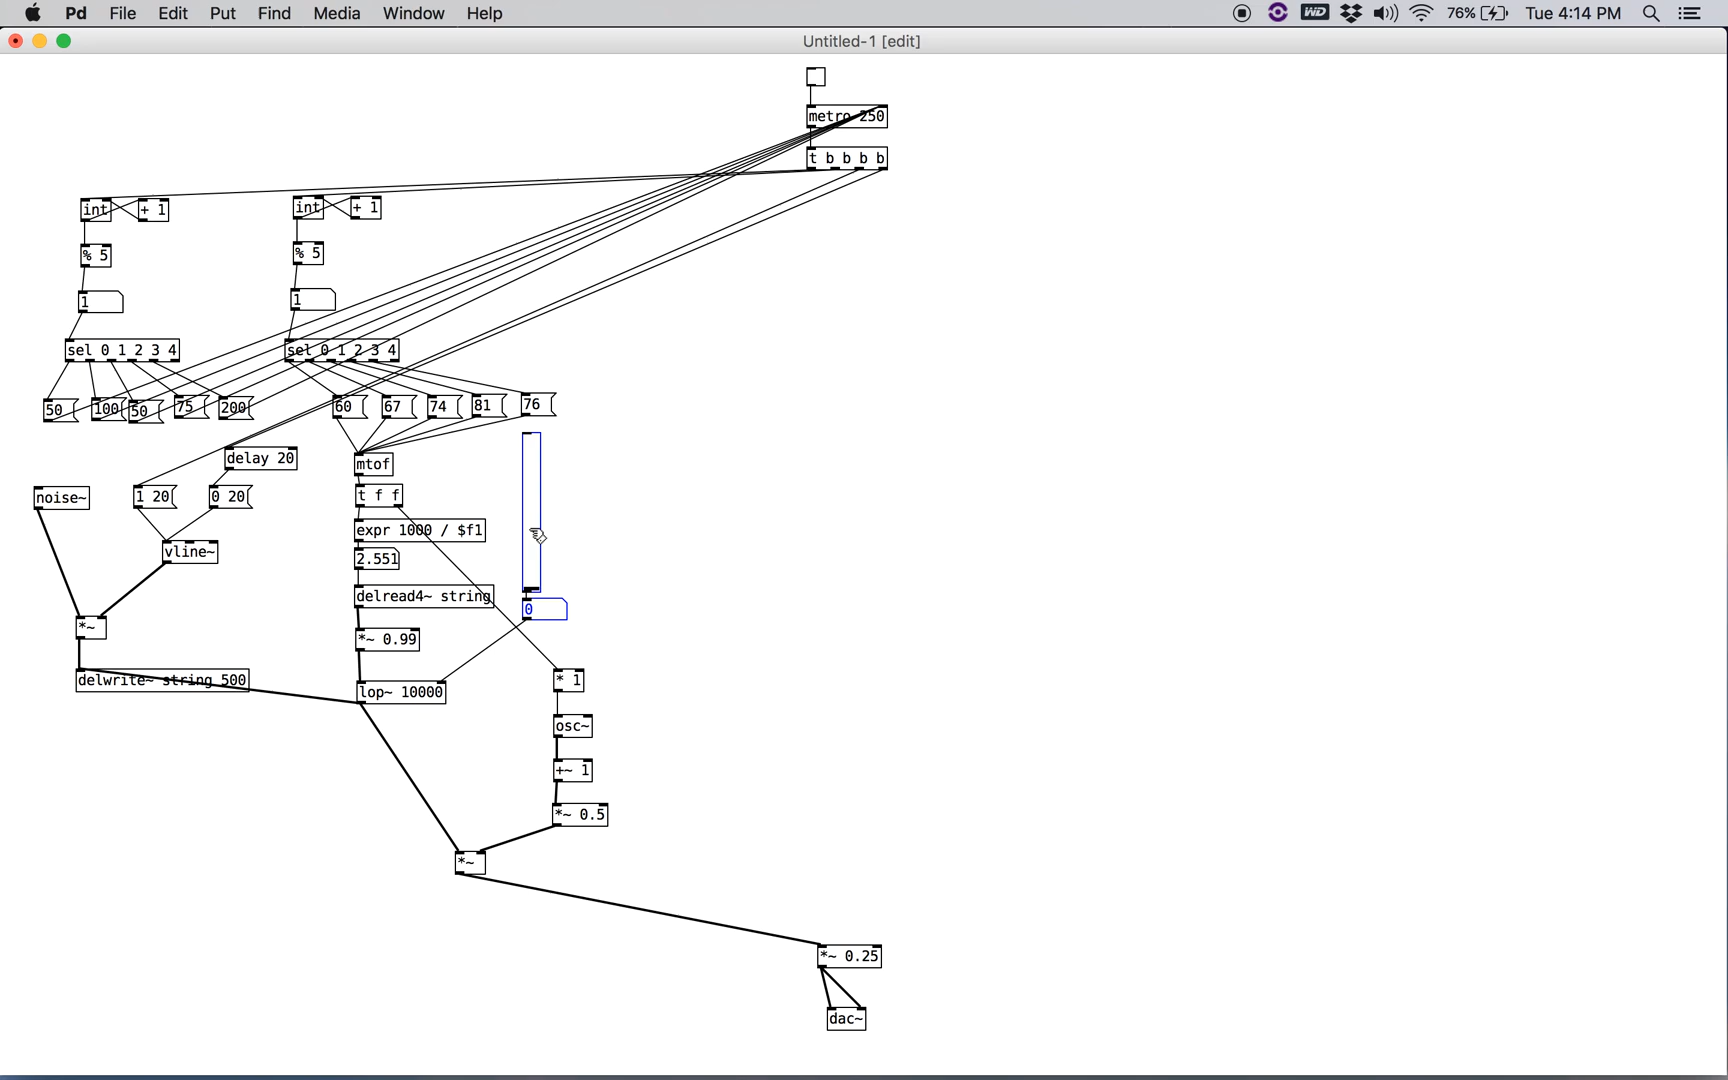 Pd File Edit Put Find Media Window Help
WD 76% Tue 4:14 PM
Untitled-1 [edit]
metro 250
t b b b b
int + 1 int + 1
% 5 % 5
1 1
sel 0 1 2 3 4 sel 0 1 2 3 4
50 100 50 75 200 60 67 74 81 76
delay 20 mtof
noise~ 1 20 0 20 t f f
expr 1000 / $f1
vline~ 2.551
delread4~ string
0
*~ *~ 0.99
delwrite~ string 500 lop~ 10000 * 1
osc~
+~ 1
*~ 0.5
*~
*~ 0.25
dac~